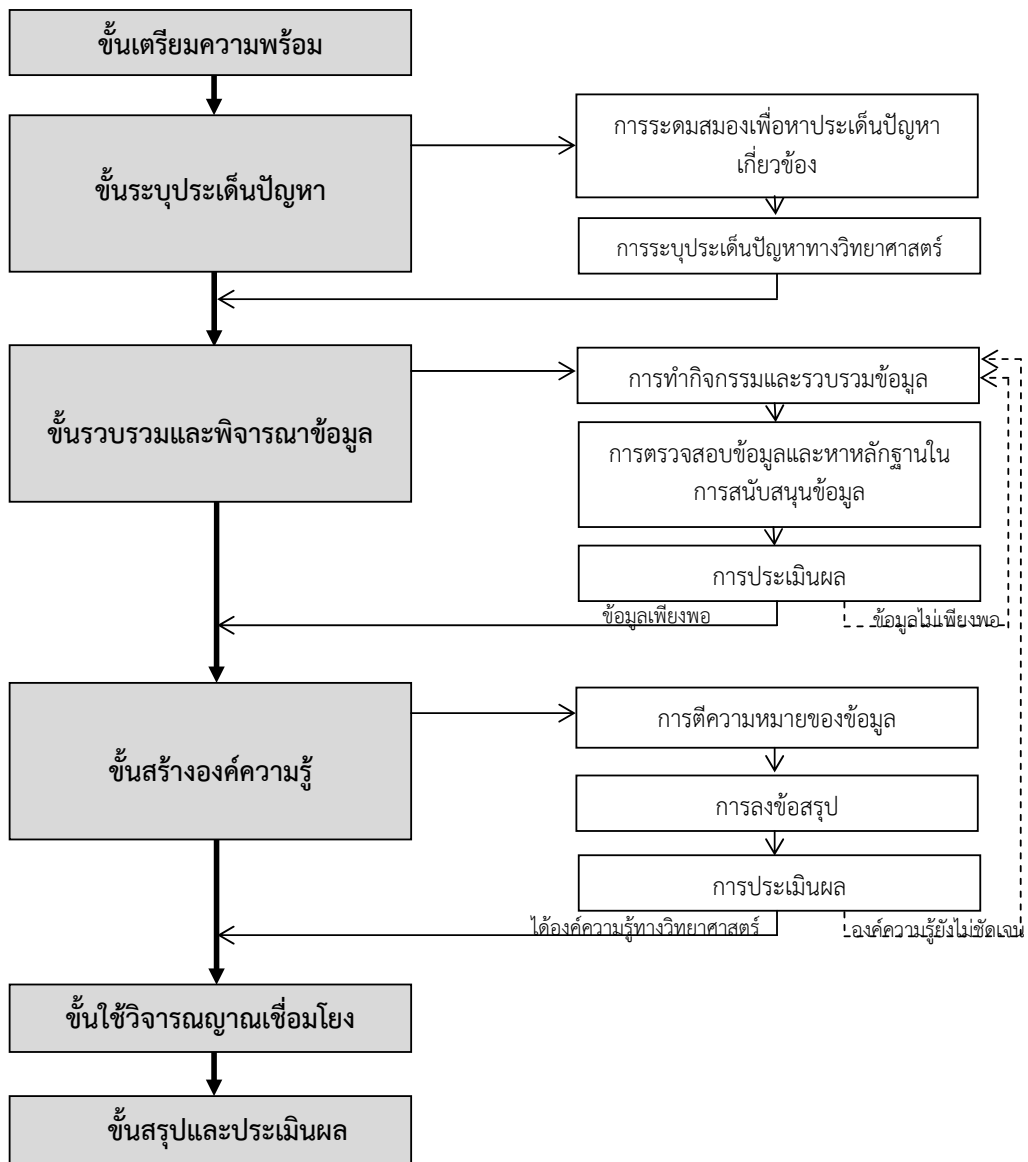 ขั้นเตรียมความพร้อม
ขั้นระบุประเด็นปัญหา
การระดมสมองเพื่อหาประเด็นปัญหา
เกี่ยวข้อง
การระบุประเด็นปัญหาทางวิทยาศาสตร์
ขั้นรวบรวมและพิจารณาข้อมูล
การทำกิจกรรมและรวบรวมข้อมูล
การตรวจสอบข้อมูลและหาหลักฐานใน
การสนับสนุนข้อมูล
การประเมินผล
ข้อมูลเพียงพอ
ข้อมูลไม่เพียงพอ
ขั้นสร้างองค์ความรู้
การตีความหมายของข้อมูล
การลงข้อสรุป
การประเมินผล
ได้องค์ความรู้ทางวิทยาศาสตร์
องค์ความรู้ยังไม่ชัดเจน
ขั้นใช้วิจารณญาณเชื่อมโยง
ขั้นสรุปและประเมินผล